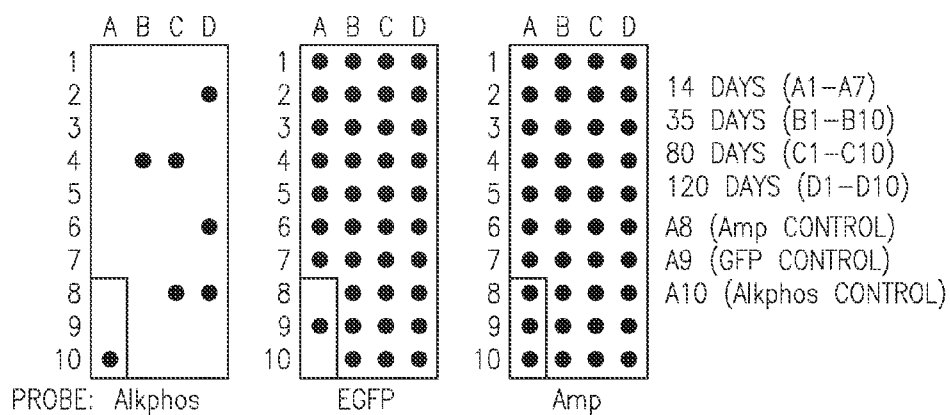 A B C D
A B C D
A B C D
1
2
3
4
5
6
7
8
9
10
1
2
3
4
5
6
7
8
9
10
1
2
3
4
5
6
7
8
9
10
14 DAYS (A1-A7)
35 DAYS (B1-B10)
80 DAYS (C1-C10)
120 DAYS (D1-D10)
A8 (Amp CONTROL)
A9 (GFP CONTROL)
A10 (Alkphos CONTROL)
PROBE: Alkphos
EGFP
Amp